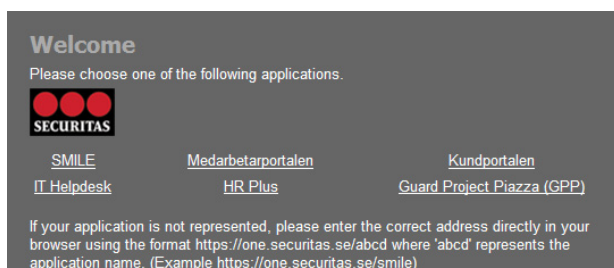 Welcome
Please choose one of the following applications.
SECURITAS
SMILE Medarbetarportalen Kundportalen
IT Helpdesk HR Plus Guard Project Piazza (GPP)
If your application is not represented, please enter the correct address directly in your
browser using the format https://one.securitas.se/abcd where 'abcd' represents the
application name. (Example https://one.securitas.se/smile)